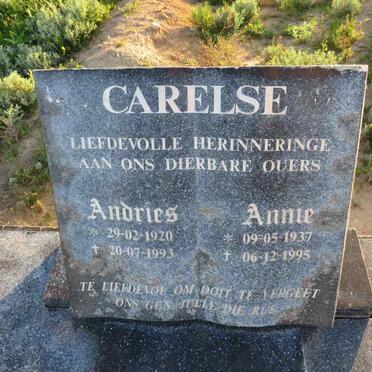 CARELSE
LIEFDEVOLLE HERINNERINGE
AAN ONS DIERBARE OUERS
Andries Annie
* 29-02-1920 * 09-05-1937
† 20-07-1993 † 06-12-1995
TE LIEFDEVOL OM OOIT TE VERGEET
ONS GUN JULLE DIE RUS